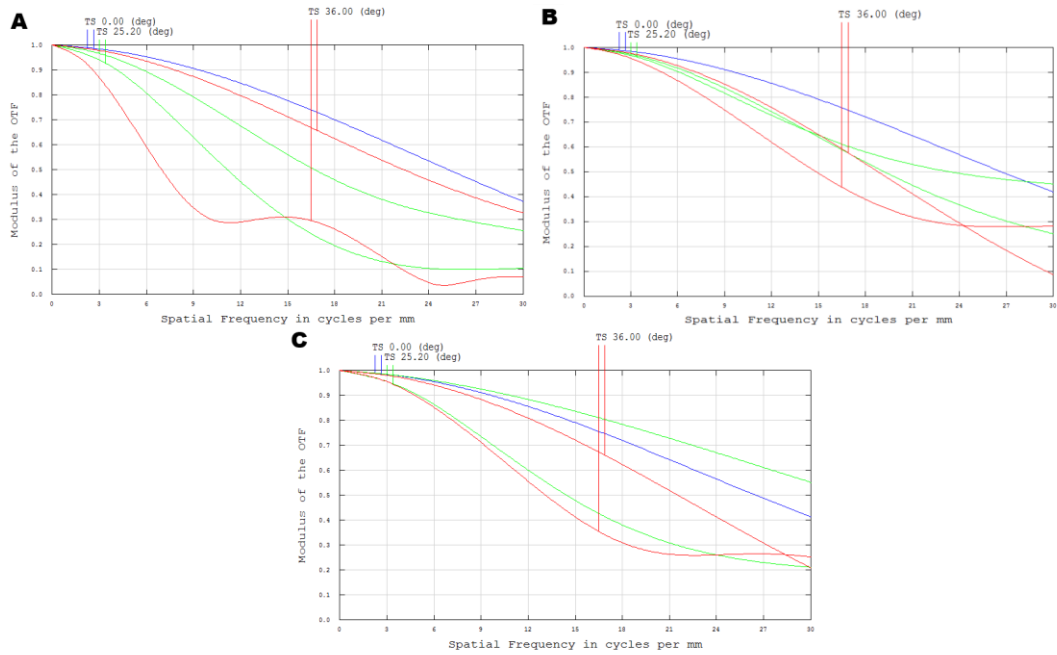 A
TS 0.00 (deg)
TS 25.20 (deg)
TS 36.00 (deg)
Modulus of the OTF
1.0
0.9
0.8
0.7
0.6
0.5
0.4
0.3
0.2
0.1
0.0
0 3 6 9 12 15 18 21 24 27 30
Spatial Frequency in cycles per mm
B
TS 0.00 (deg)
TS 25.20 (deg)
TS 36.00 (deg)
Modulus of the OTF
1.0
0.9
0.8
0.7
0.6
0.5
0.4
0.3
0.2
0.1
0.0
0 3 6 9 12 15 18 21 24 27 30
Spatial Frequency in cycles per mm
C
TS 0.00 (deg)
TS 25.20 (deg)
TS 36.00 (deg)
Modulus of the OTF
1.0
0.9
0.8
0.7
0.6
0.5
0.4
0.3
0.2
0.1
0.0
0 3 6 9 12 15 18 21 24 27 30
Spatial Frequency in cycles per mm